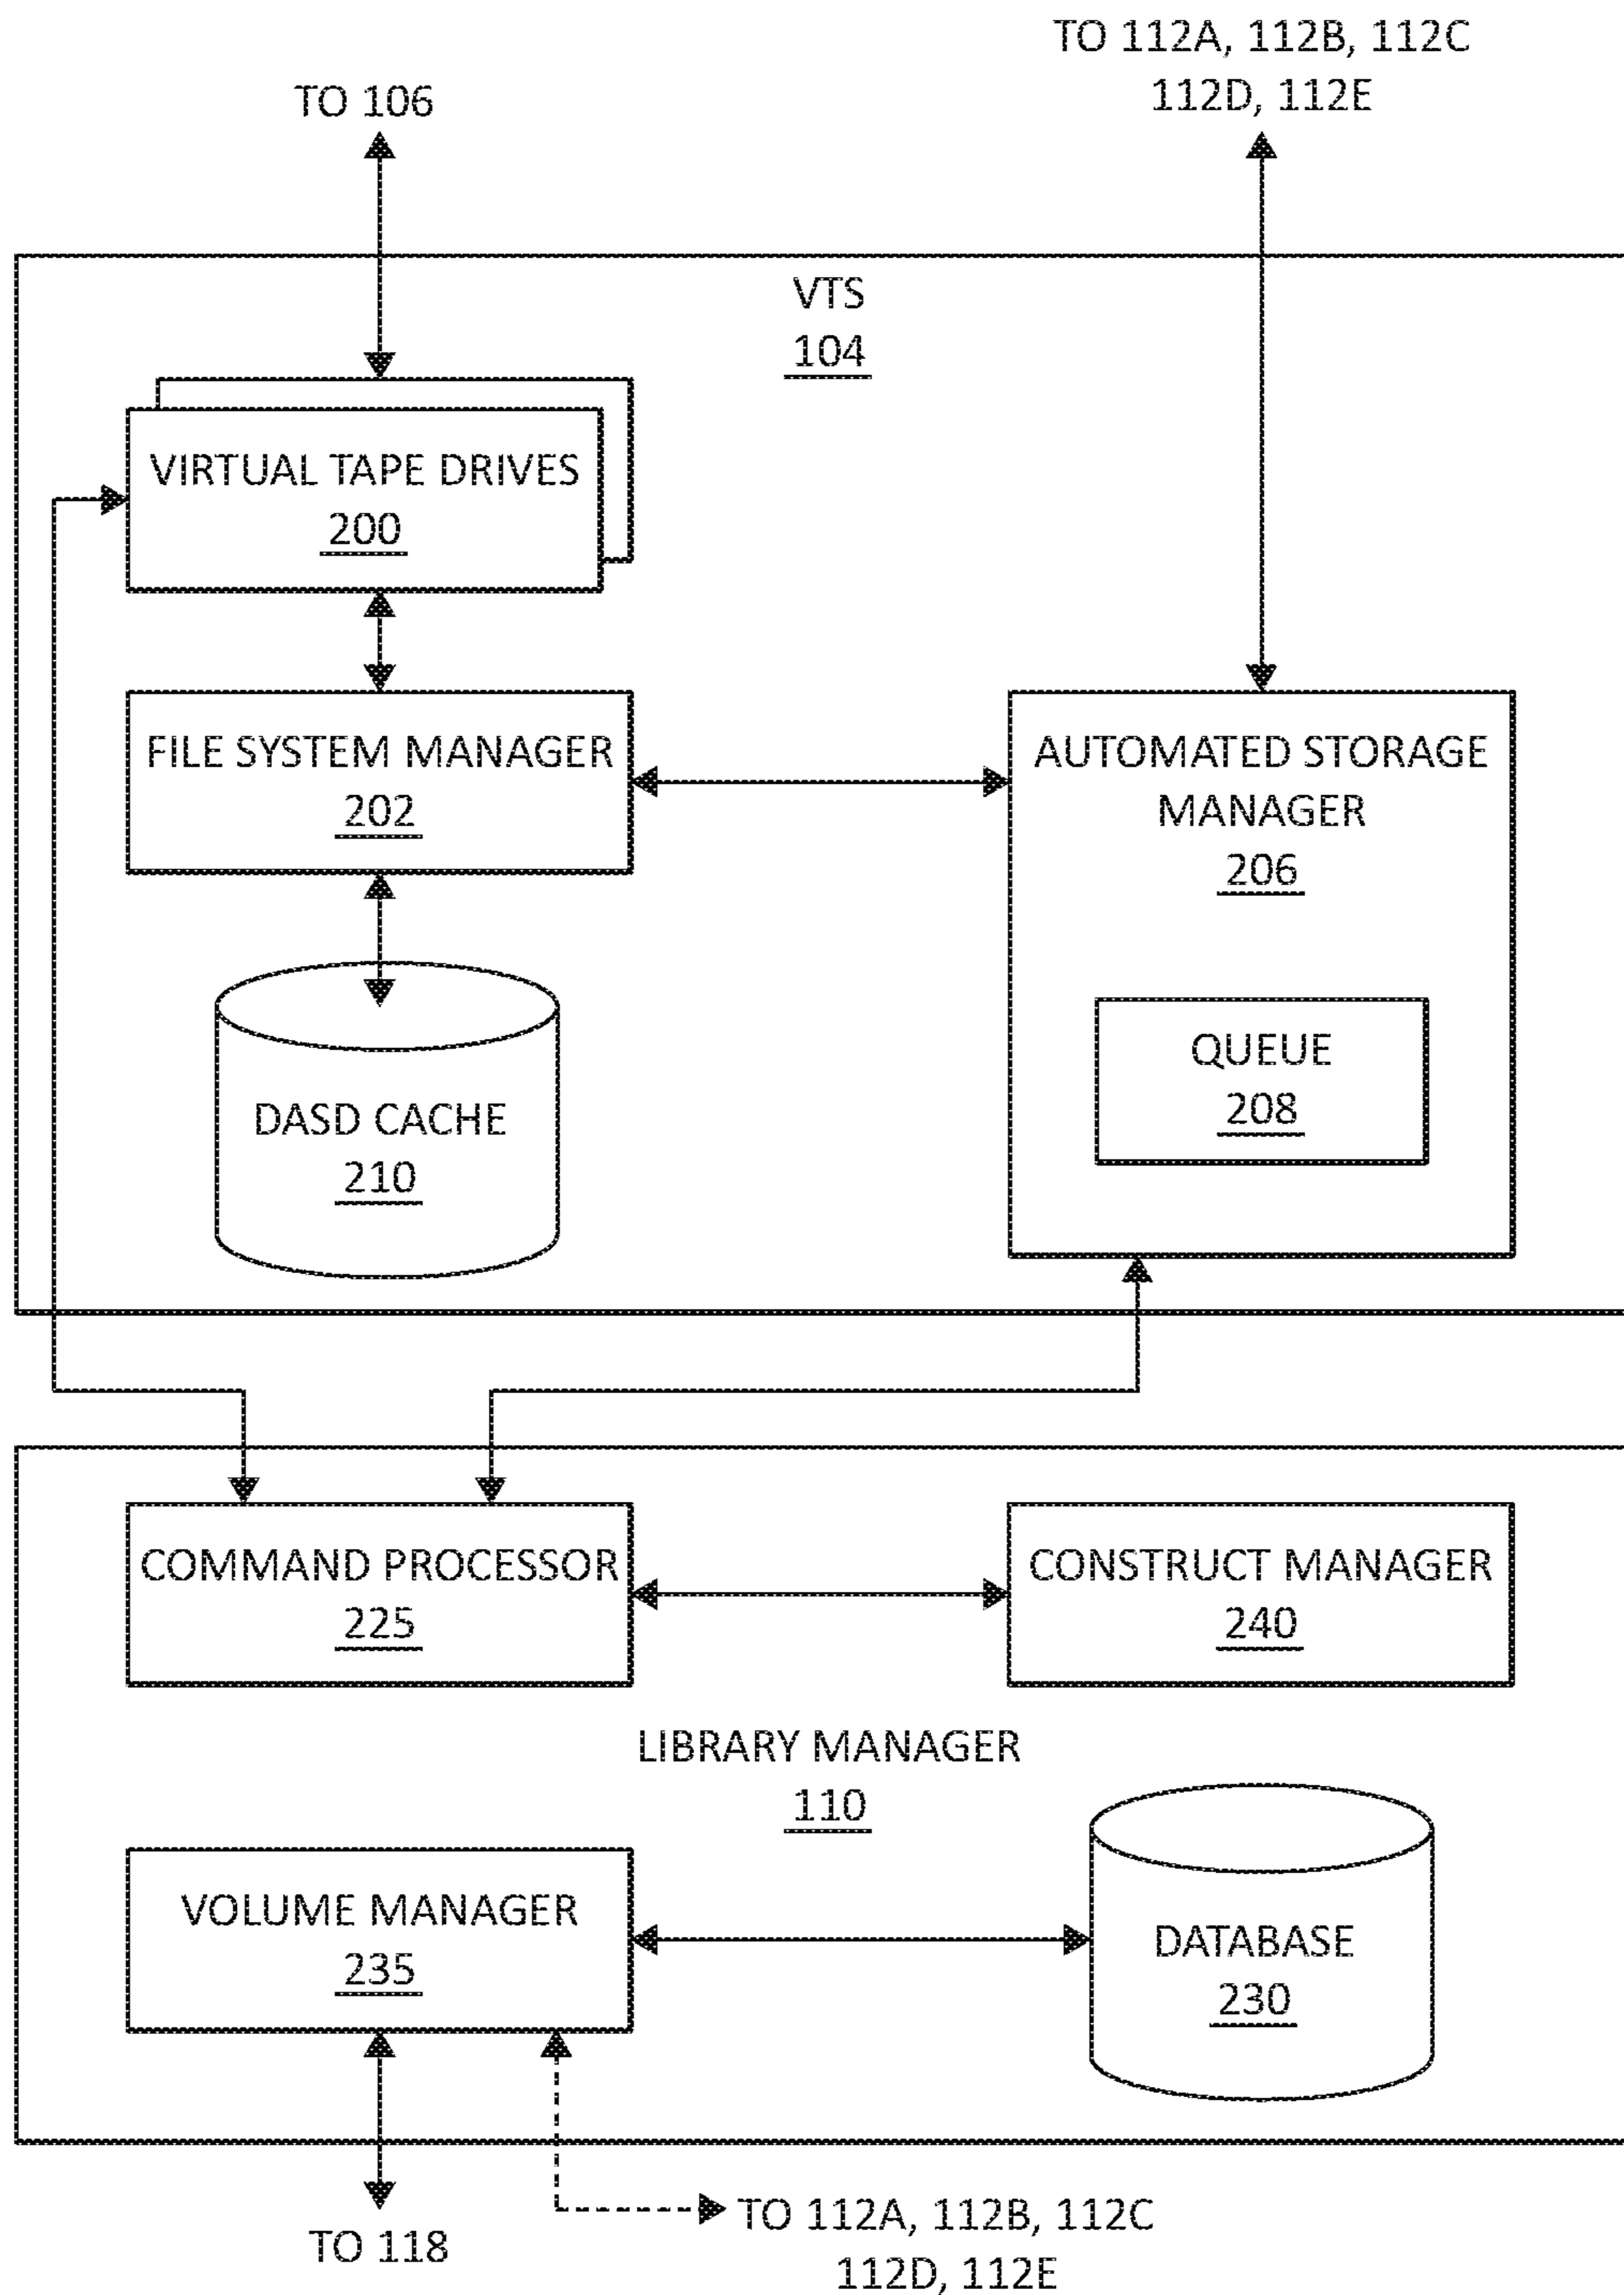 TO 112A, 112B, 112C
112D, 112E
TO 106
VTS
104
VIRTUAL TAPE DRIVES
200
FILE SYSTEM MANAGER
202
AUTOMATED STORAGE
MANAGER
206
QUEUE
208
DASD CACHE
210
COMMAND PROCESSOR
225
CONSTRUCT MANAGER
240
LIBRARY MANAGER
110
VOLUME MANAGER
235
DATABASE
230
TO 118
TO 112A, 112B, 112C
112D, 112E